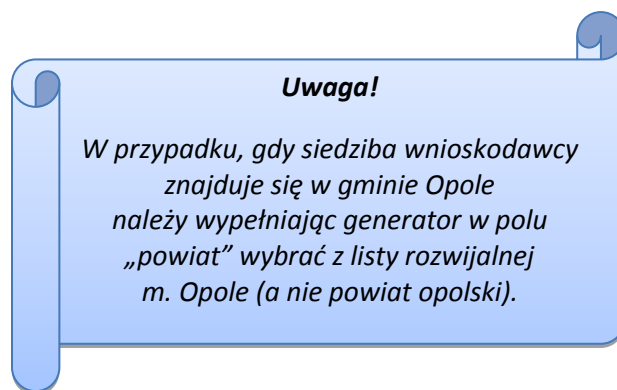 Uwaga!
W przypadku, gdy siedziba wnioskodawcy
znajduje się w gminie Opole
należy wypełniając generator w polu
„powiat” wybrać z listy rozwijalnej
m. Opole (a nie powiat opolski).